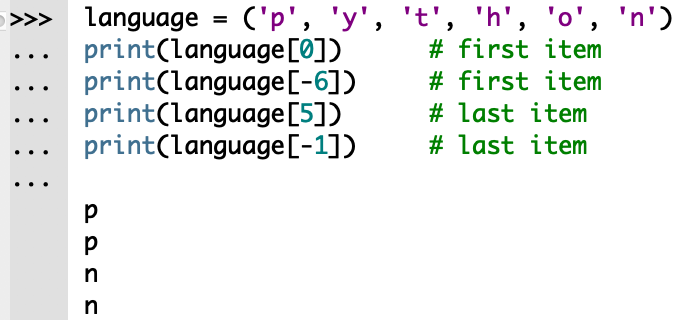 >>> language = ('p', 'y', 't', 'h', 'o', 'n')
... print(language[0])      # first item
... print(language[-6])     # first item
... print(language[5])      # last item
... print(language[-1])     # last item
...
p
p
n
n